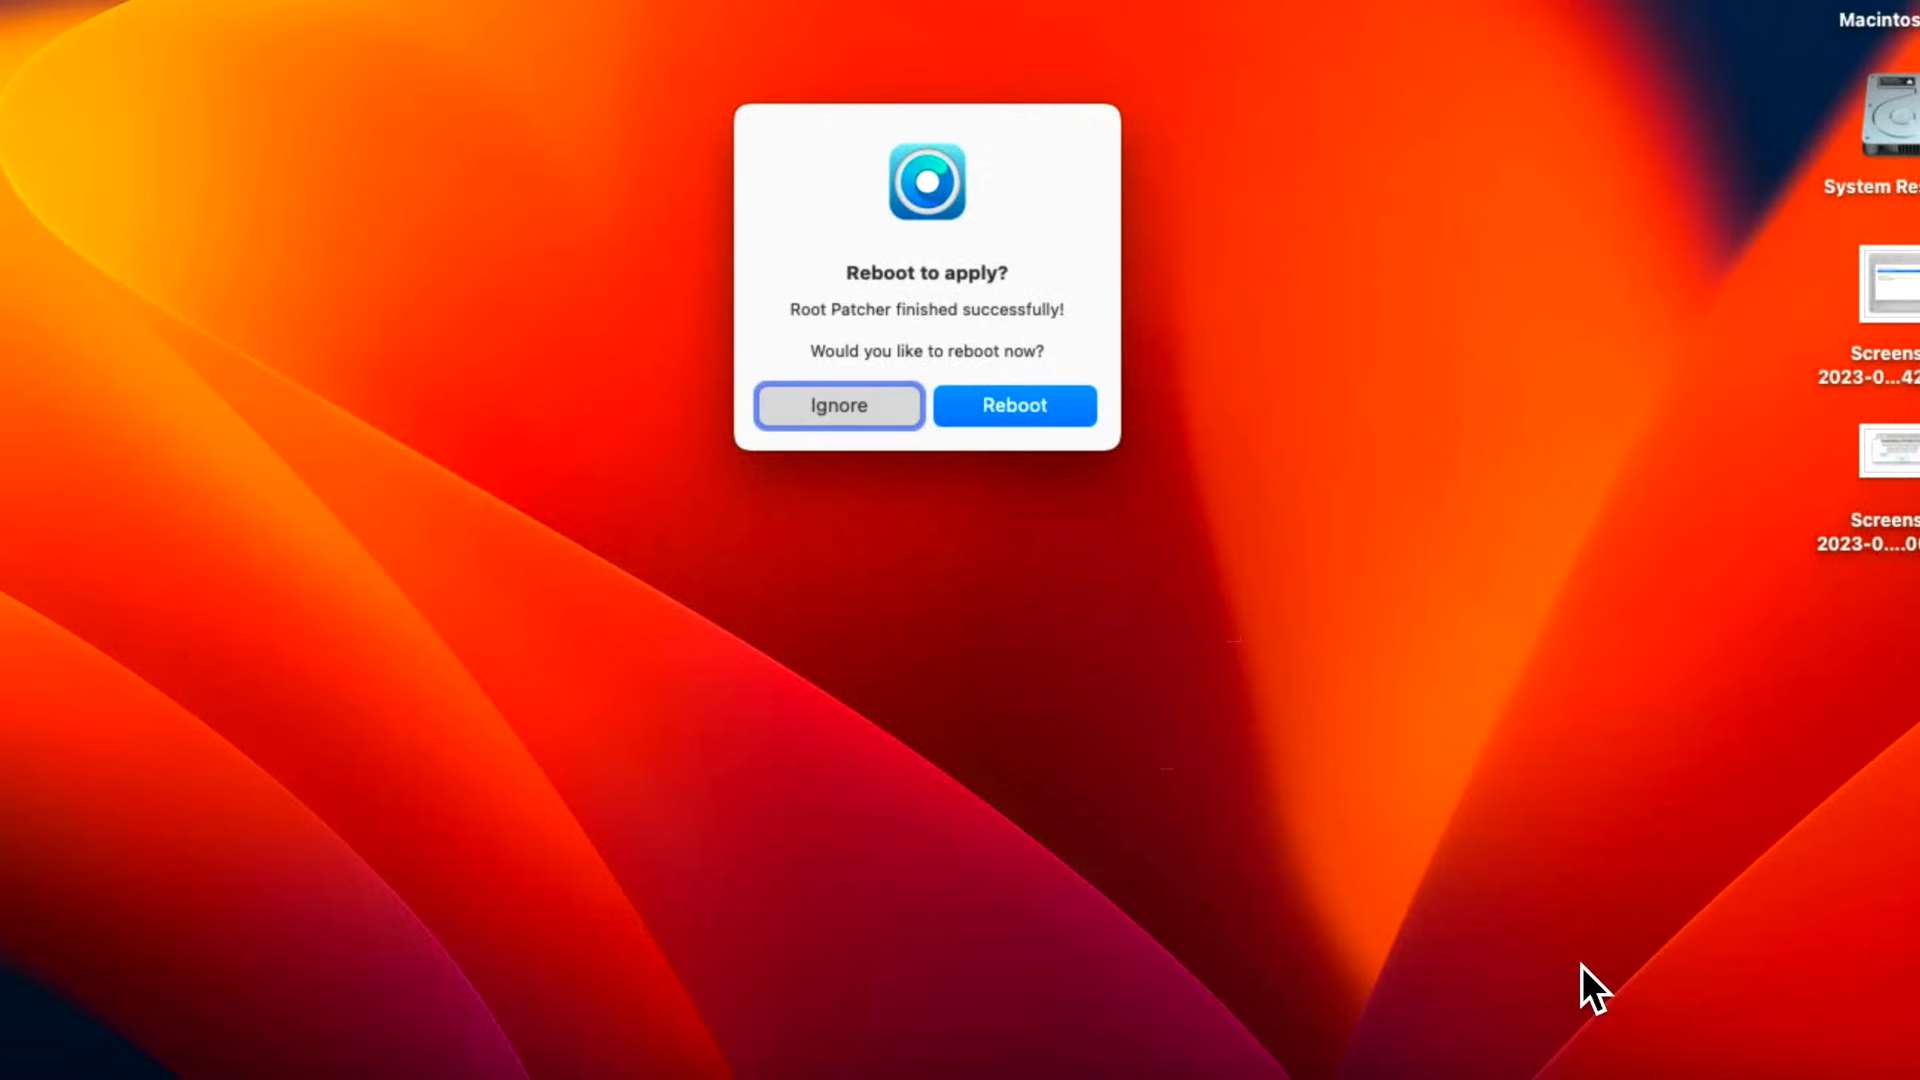 Macintos
System Re
Screens
2023-0...42
Screens
2023-0....0
Reboot to apply?
Root Patcher finished successfully!
Would you like to reboot now?
Ignore
Reboot